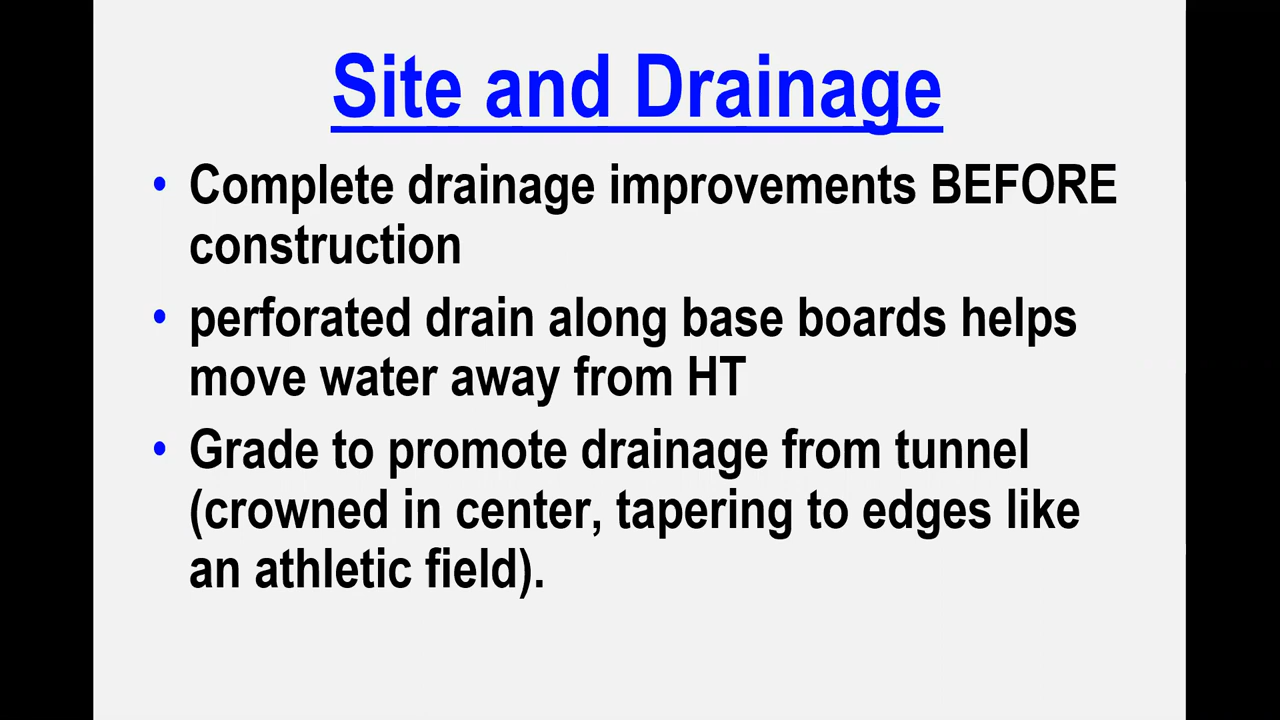 Site and Drainage
• Complete drainage improvements BEFORE
construction
• perforated drain along base boards helps
move water away from HT
• Grade to promote drainage from tunnel
(crowned in center, tapering to edges like
an athletic field).